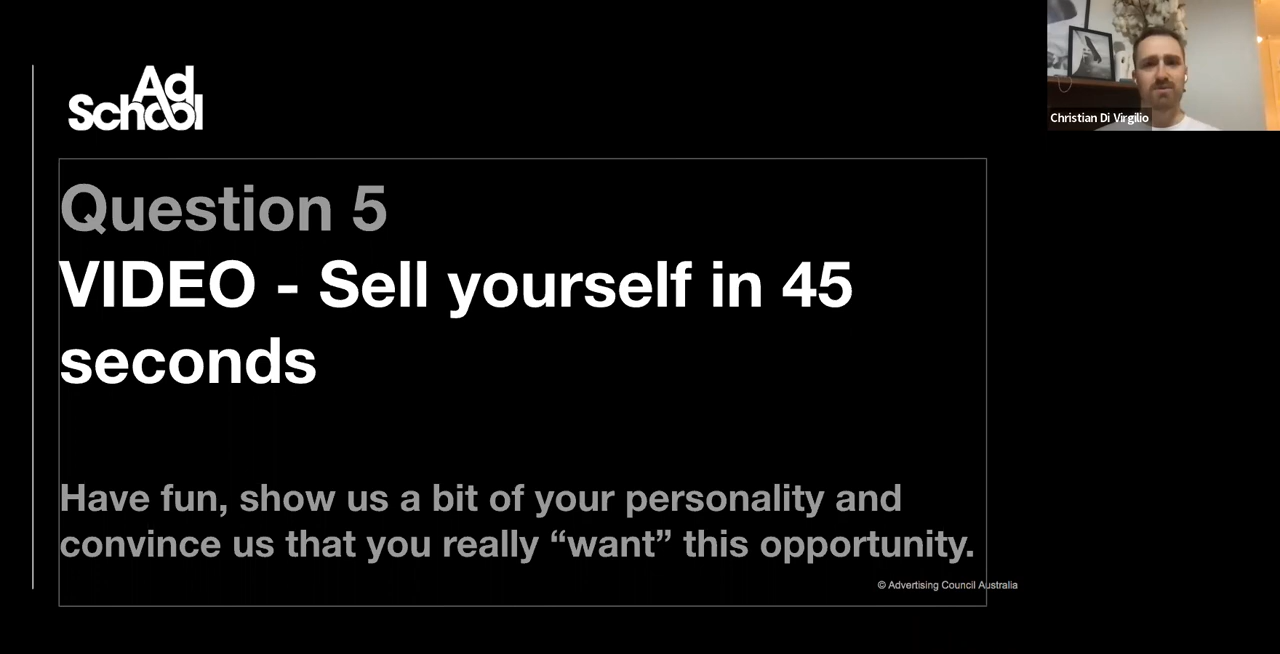 Ad
School
Christian Di Virgilio
Question 5
VIDEO - Sell yourself in 45
seconds
Have fun, show us a bit of your personality and
convince us that you really “want” this opportunity.
© Advertising Council Australia